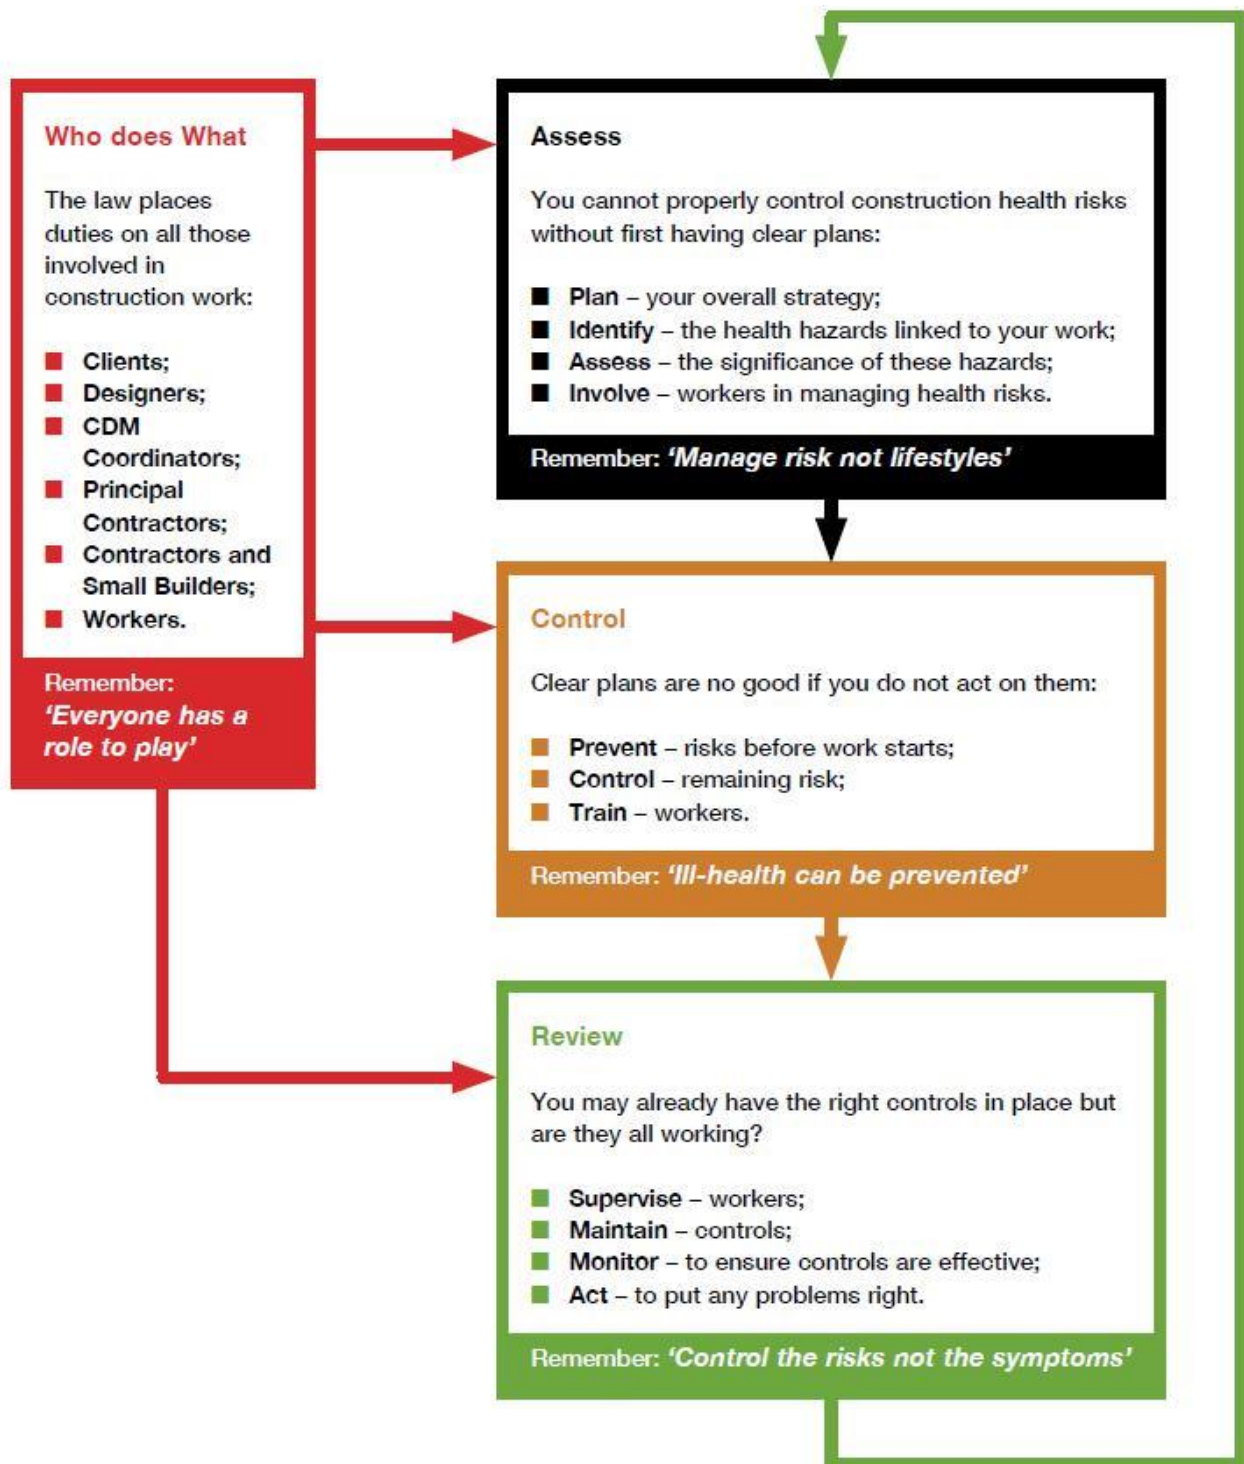 Who does What
The law places
duties on all those
involved in
construction work:
■ Clients;
■ Designers;
■ CDM
Coordinators;
■ Principal
Contractors;
■ Contractors and
Small Builders;
■ Workers.
Remember:
‘Everyone has a
role to play’
Assess
You cannot properly control construction health risks
without first having clear plans:
■ Plan – your overall strategy;
■ Identify – the health hazards linked to your work;
■ Assess – the significance of these hazards;
■ Involve – workers in managing health risks.
Remember: ‘Manage risk not lifestyles’
Control
Clear plans are no good if you do not act on them:
■ Prevent – risks before work starts;
■ Control – remaining risk;
■ Train – workers.
Remember: ‘Ill-health can be prevented’
Review
You may already have the right controls in place but
are they all working?
■ Supervise – workers;
■ Maintain – controls;
■ Monitor – to ensure controls are effective;
■ Act – to put any problems right.
Remember: ‘Control the risks not the symptoms’